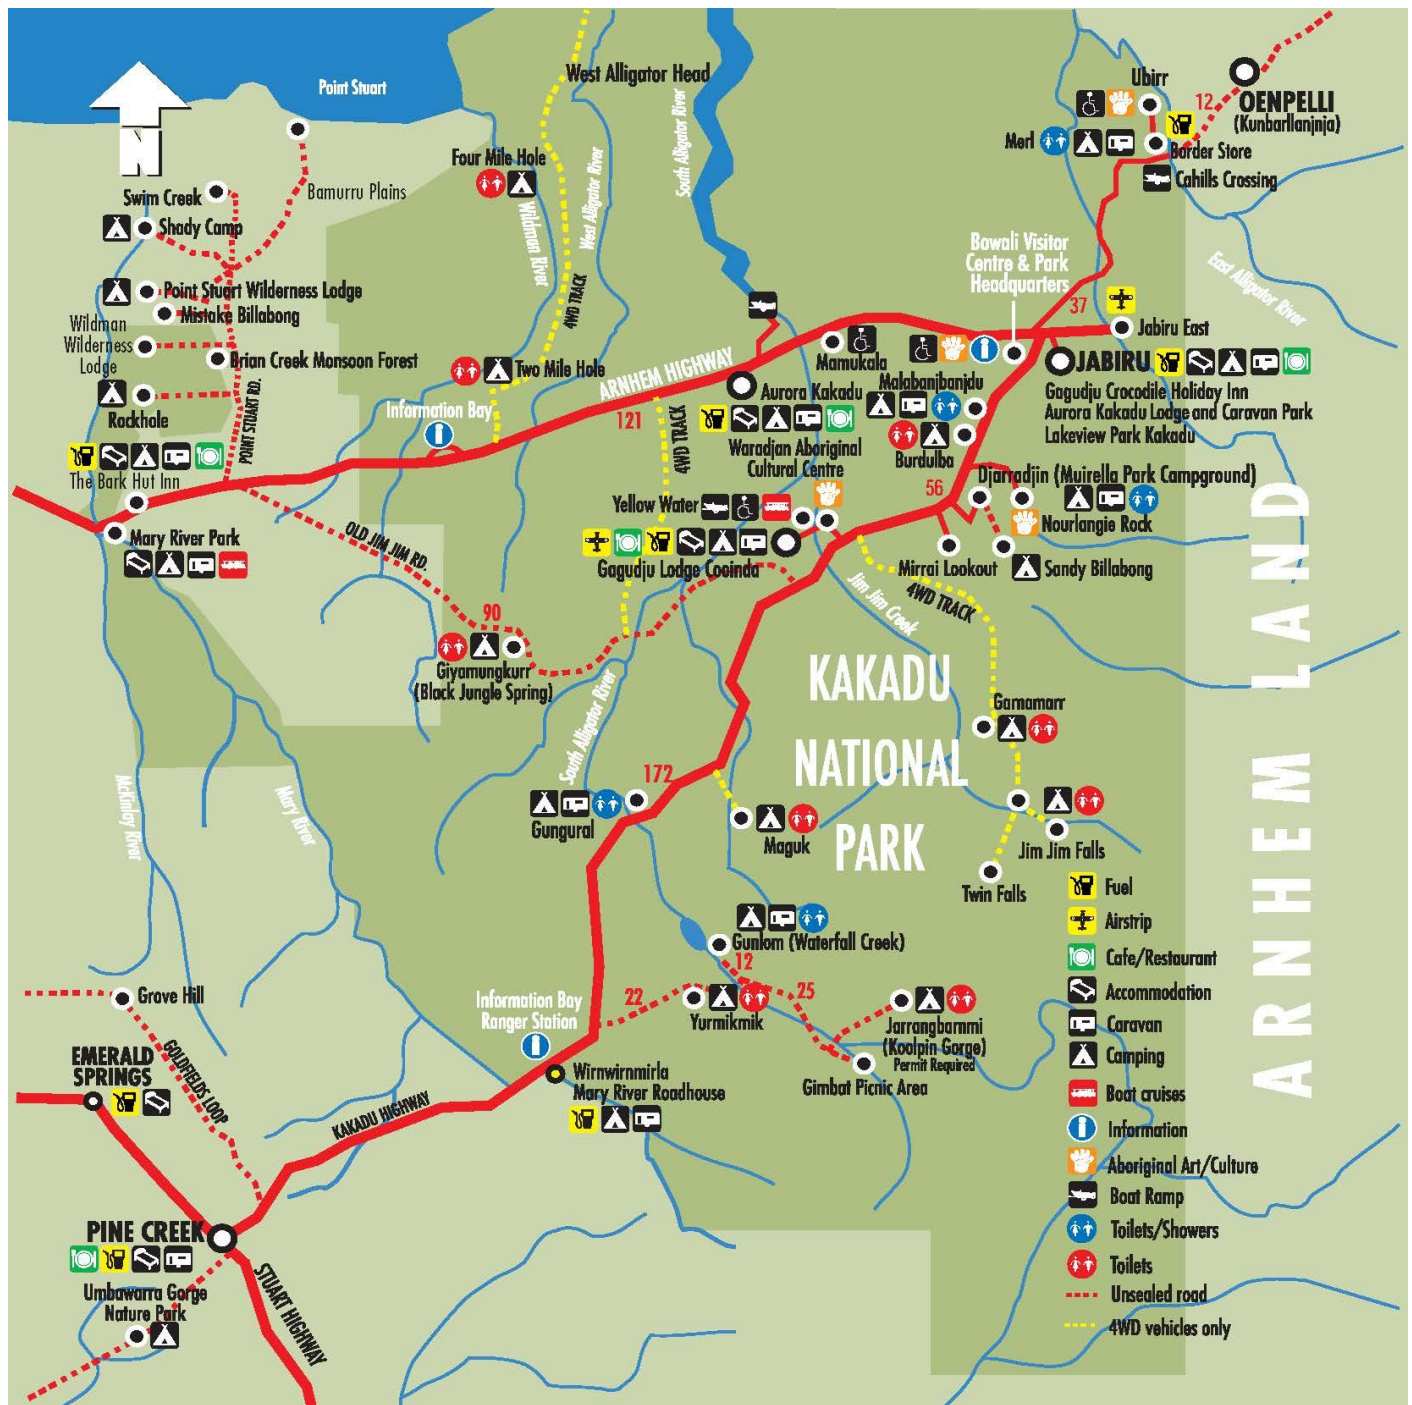 N
Point Stuart
West Alligator Head
South Alligator River
Ubirr
12
OENPELLI
(Kunbarllanjnja)
Merl
Border Store
Cahills Crossing
Four Mile Hole
Wildman River
West Alligator River
Swim Creek
Bamurru Plains
Shady Camp
Bowali Visitor
Centre & Park
Headquarters
East Alligator River
Point Stuart Wilderness Lodge
Mistake Billabong
4WD TRACK
37
Jabiru East
Wildman
Wilderness
Lodge
Brian Creek Monsoon Forest
Mamukala
JABIRU
Gagudju Crocodile Holiday Inn
Aurora Kakadu Lodge and Caravan Park
Lakeview Park Kakadu
Two Mile Hole
ARNHEM HIGHWAY
Aurora Kakadu
Malabanjbanjdu
Rockhole
POINT STUART RD.
Information Bay
121
4WD TRACK
Waradjan Aboriginal
Cultural Centre
Burdulba
The Bark Hut Inn
Djarradjin (Muirella Park Campground)
56
Yellow Water
Nourlangie Rock
Mary River Park
OLD JIM JIM RD.
Gagudju Lodge Cooinda
Mirrai Lookout
Sandy Billabong
Jim Jim Creek
4WD TRACK
90
Giyamungkurr
(Black Jungle Spring)
KAKADU
NATIONAL
PARK
ARNHEM LAND
Garnamarr
South Alligator River
172
McKinlay River
Mary River
Gungural
Maguk
Jim Jim Falls
Twin Falls
Gunlom (Waterfall Creek)
12
22
25
Yurmikmik
Jarrangbarnmi
(Koolpin Gorge)
Permit Required
Gimbat Picnic Area
Grove Hill
Information Bay
Ranger Station
EMERALD
SPRINGS
GOLDFIELDS LOOP
Wirnwirnmirla
Mary River Roadhouse
KAKADU HIGHWAY
PINE CREEK
Umbawarra Gorge
Nature Park
STUART HIGHWAY
Fuel
Airstrip
Cafe/Restaurant
Accommodation
Caravan
Camping
Boat cruises
Information
Aboriginal Art/Culture
Boat Ramp
Toilets/Showers
Toilets
Unsealed road
4WD vehicles only